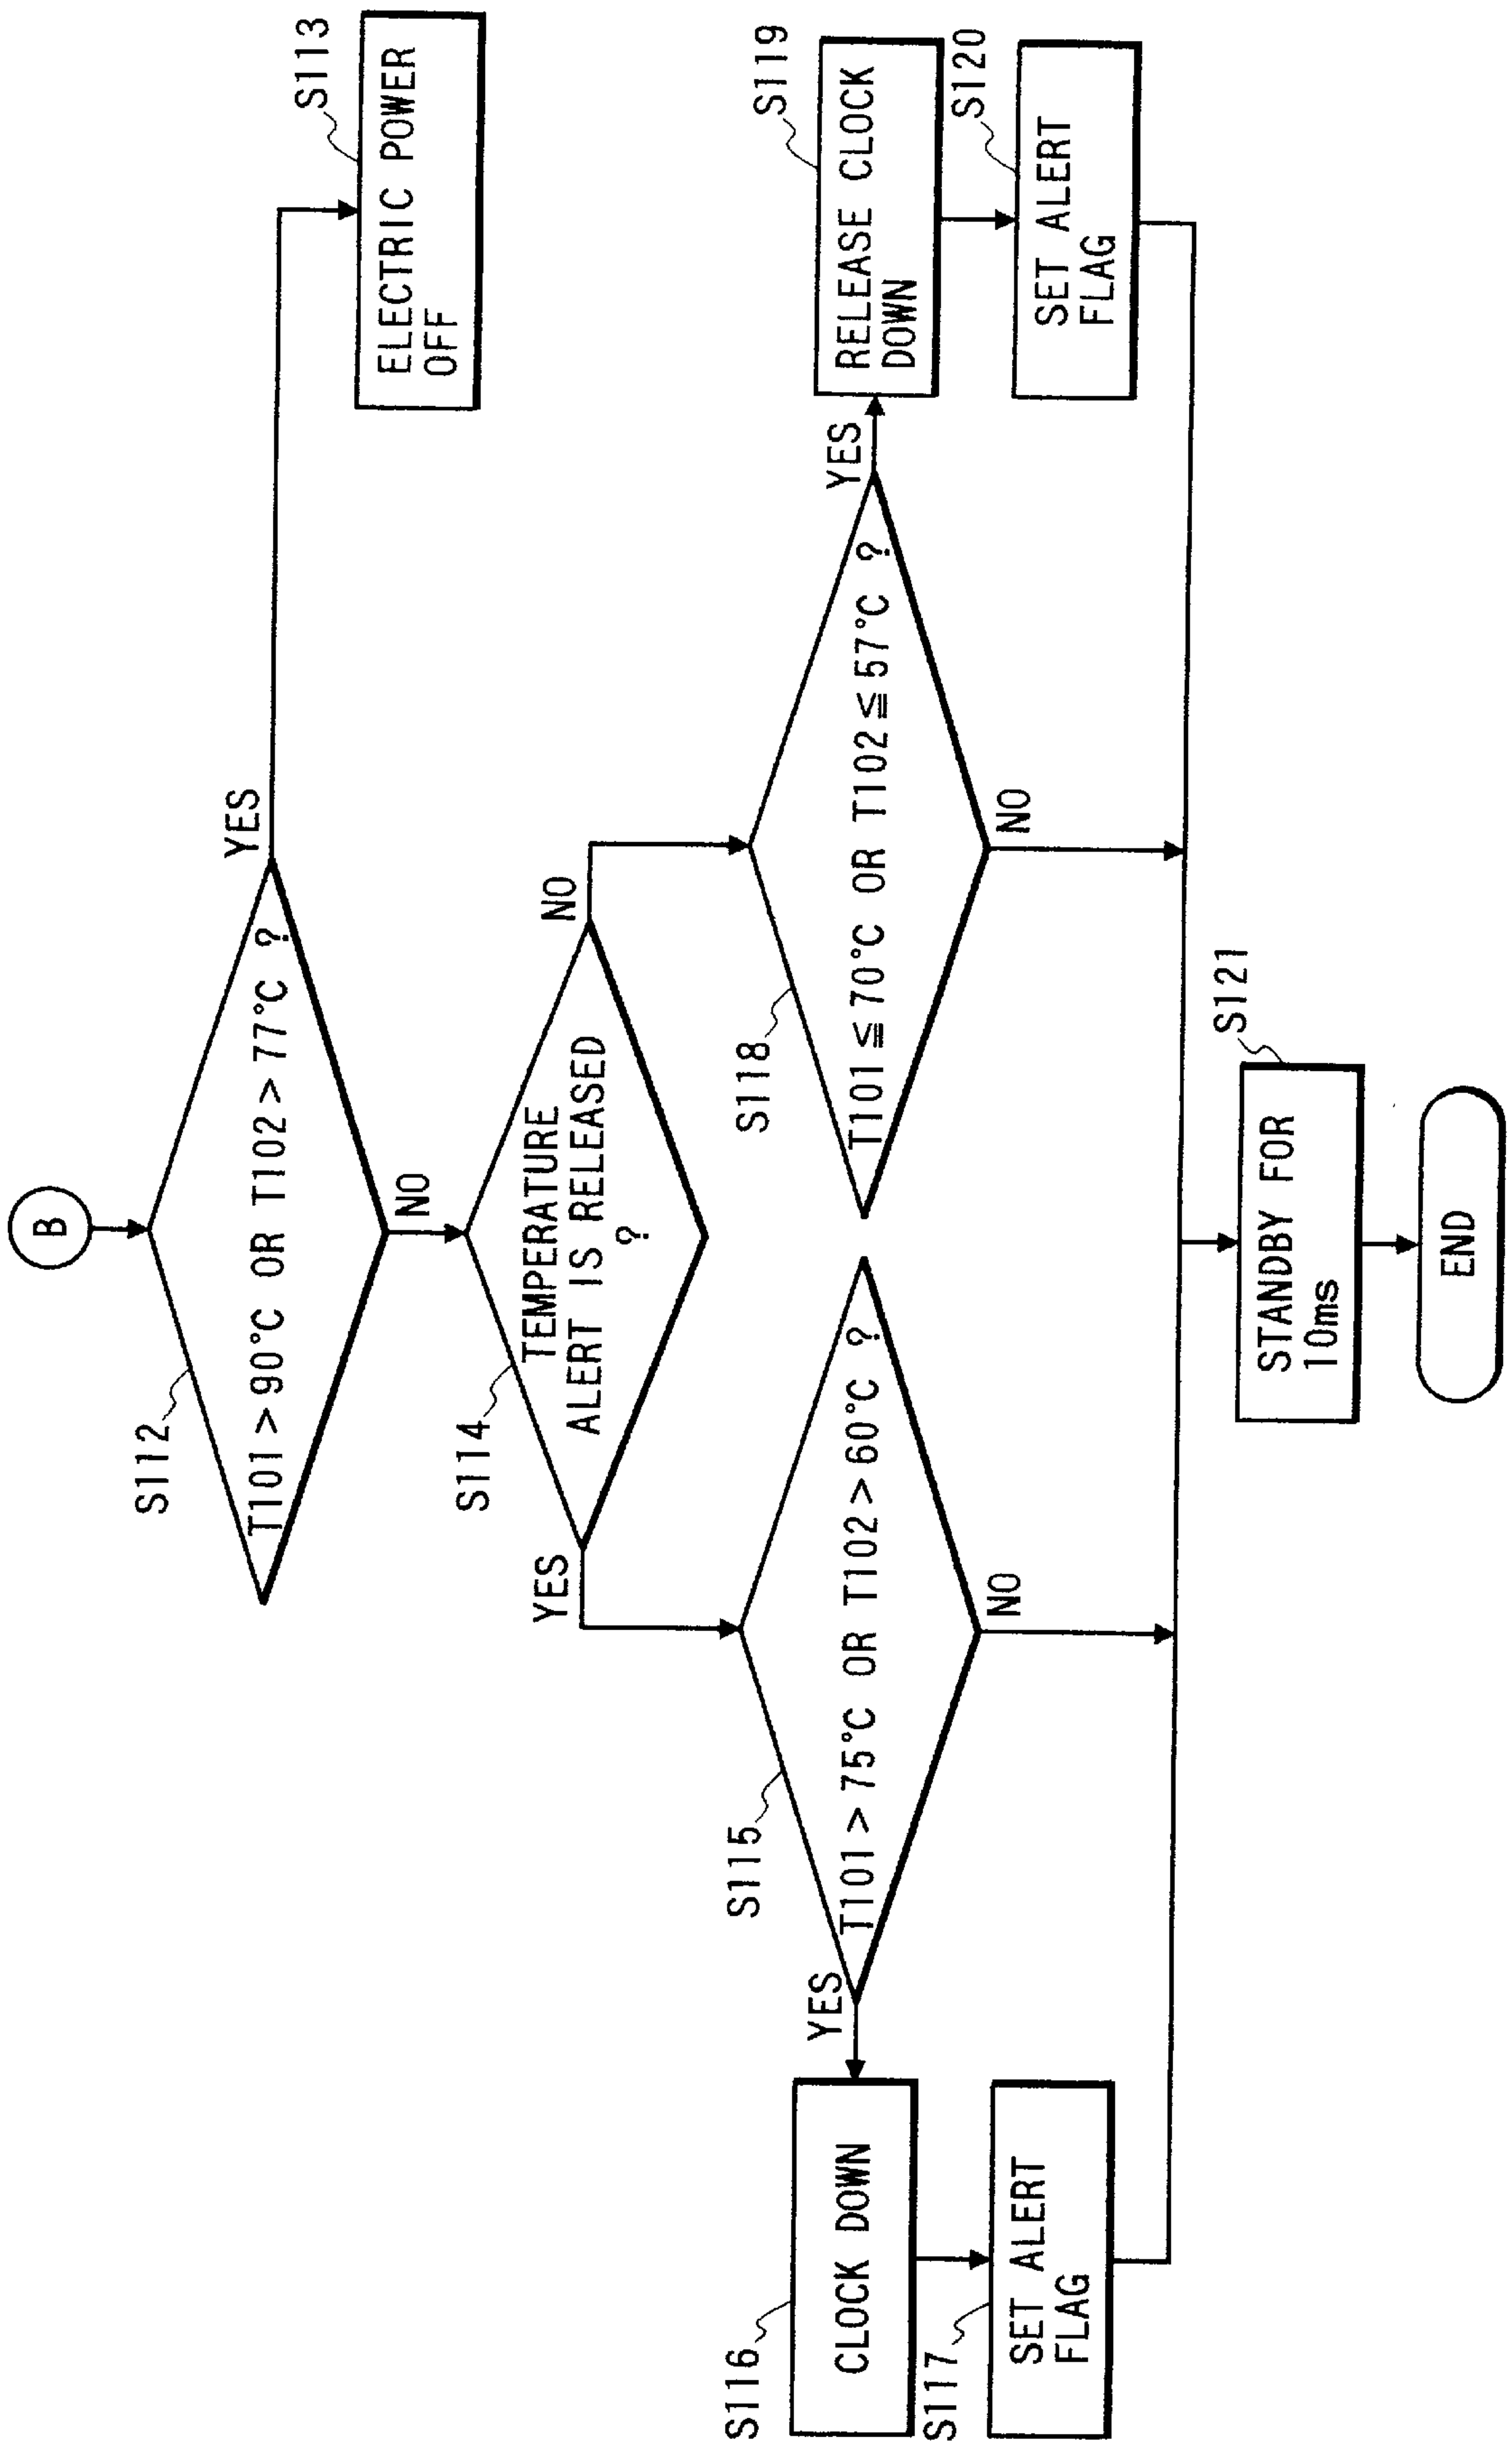 B
S112
T101>90°C OR T102>77°C ?
YES
NO
S113
ELECTRIC POWER
OFF
S114
TEMPERATURE
ALERT IS RELEASED
?
YES
NO
S115
T101>75°C OR T102>60°C ?
YES
NO
S116
CLOCK DOWN
S117
SET ALERT
FLAG
S118
T101≦70°C OR T102≦57°C ?
YES
NO
S119
RELEASE CLOCK
DOWN
S120
SET ALERT
FLAG
S121
STANDBY FOR
10ms
END